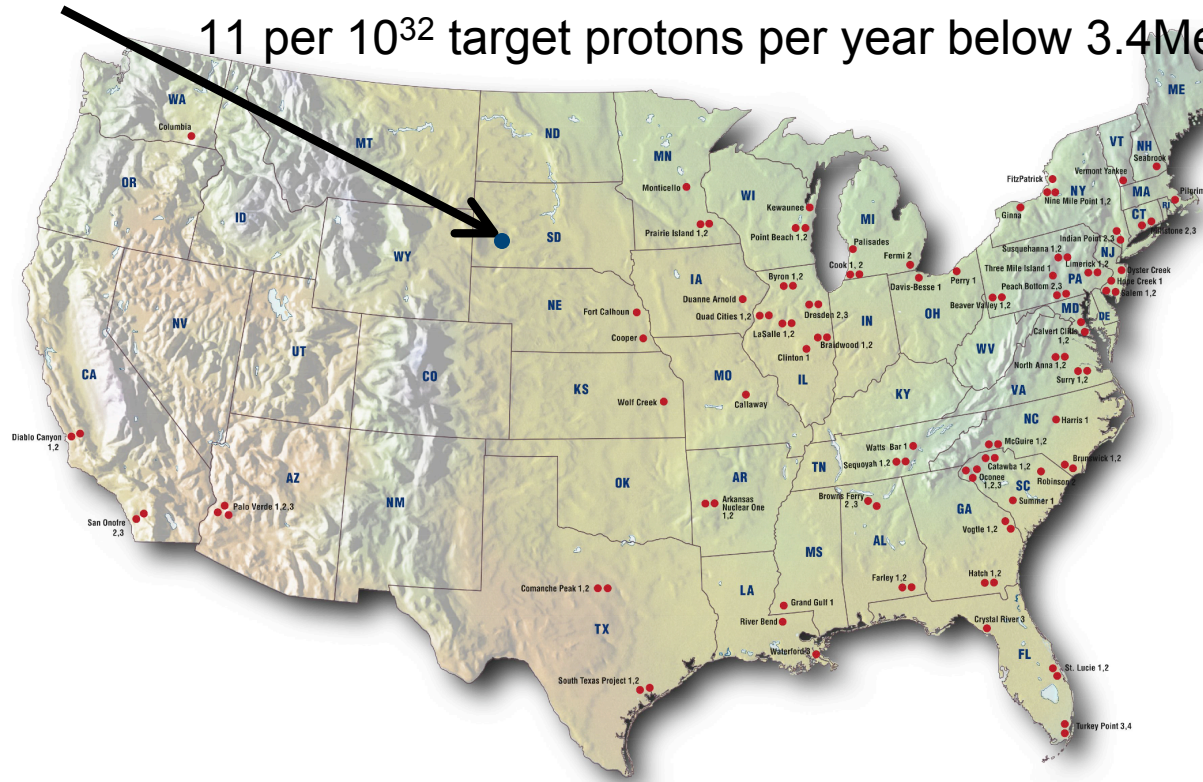 11 per 10³² target protons per year below 3.4Me
WA
Columbia
MT
ND
MN
ME
VT
NH
Seabrook
OR
ID
Monticello
WI
Kewaunee
FitzPatrick
Vermont Yankee
NY
Nine Mile Point 1,2
MA
Pilgrim
RI
CT
Ginna
MI
Palisades
SD
WY
Prairie Island 1,2
Point Beach 1,2
Indian Point 2,3
Susquehanna 1,2
NJ
Fermi 2
Cook 1, 2
Limerick 1,2
Oyster Creek
Three Mile Island 1
PA
Hope Creek 1
Perry 1
Davis-Besse 1
Peach Bottom 2,3
Salem 1,2
Beaver Valley 1,2
MD
DE
IA
Byron 1,2
Duane Arnold
NE
Fort Calhoun
Quad Cities 1,2
Dresden 2,3
IN
OH
LaSalle 1,2
Braidwood 1,2
Calvert
1,2
NV
UT
CO
Cooper
Clinton 1
IL
WV
North Anna 1,2
VA
Surry 1,2
CA
KS
MO
KY
Wolf Creek
Callaway
NC
Harris 1
Diablo Canyon
1,2
Watts Bar 1
McGuire 1,2
TN
Sequoyah 1,2
Catawba 1,2
Brunswick 1,2
Oconee
1,2,3
SC
Robinson 2
AZ
NM
OK
AR
Arkansas
Nuclear One
1,2
Browns Ferry
2 ,3
Summer 1
Palo Verde 1,2,3
San Onofre
2,3
GA
Vogtle 1,2
MS
AL
Comanche Peak 1,2
Farley 1,2
Hatch 1,2
LA
Grand Gulf 1
TX
River Bend
Crystal River 3
Waterford 3
FL
St. Lucie 1,2
South Texas Project 1,2
Turkey Point 3,4